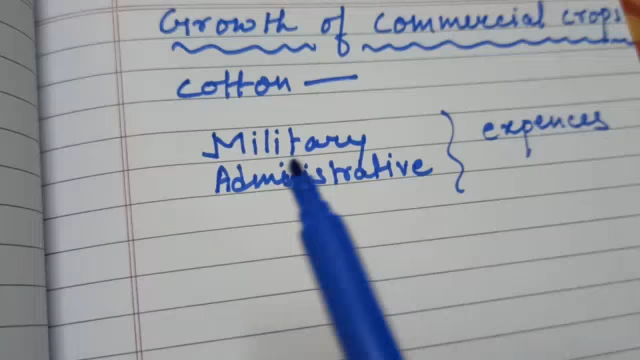 Growth of Commercial Crops
Cotton —
Military
Administrative } expences